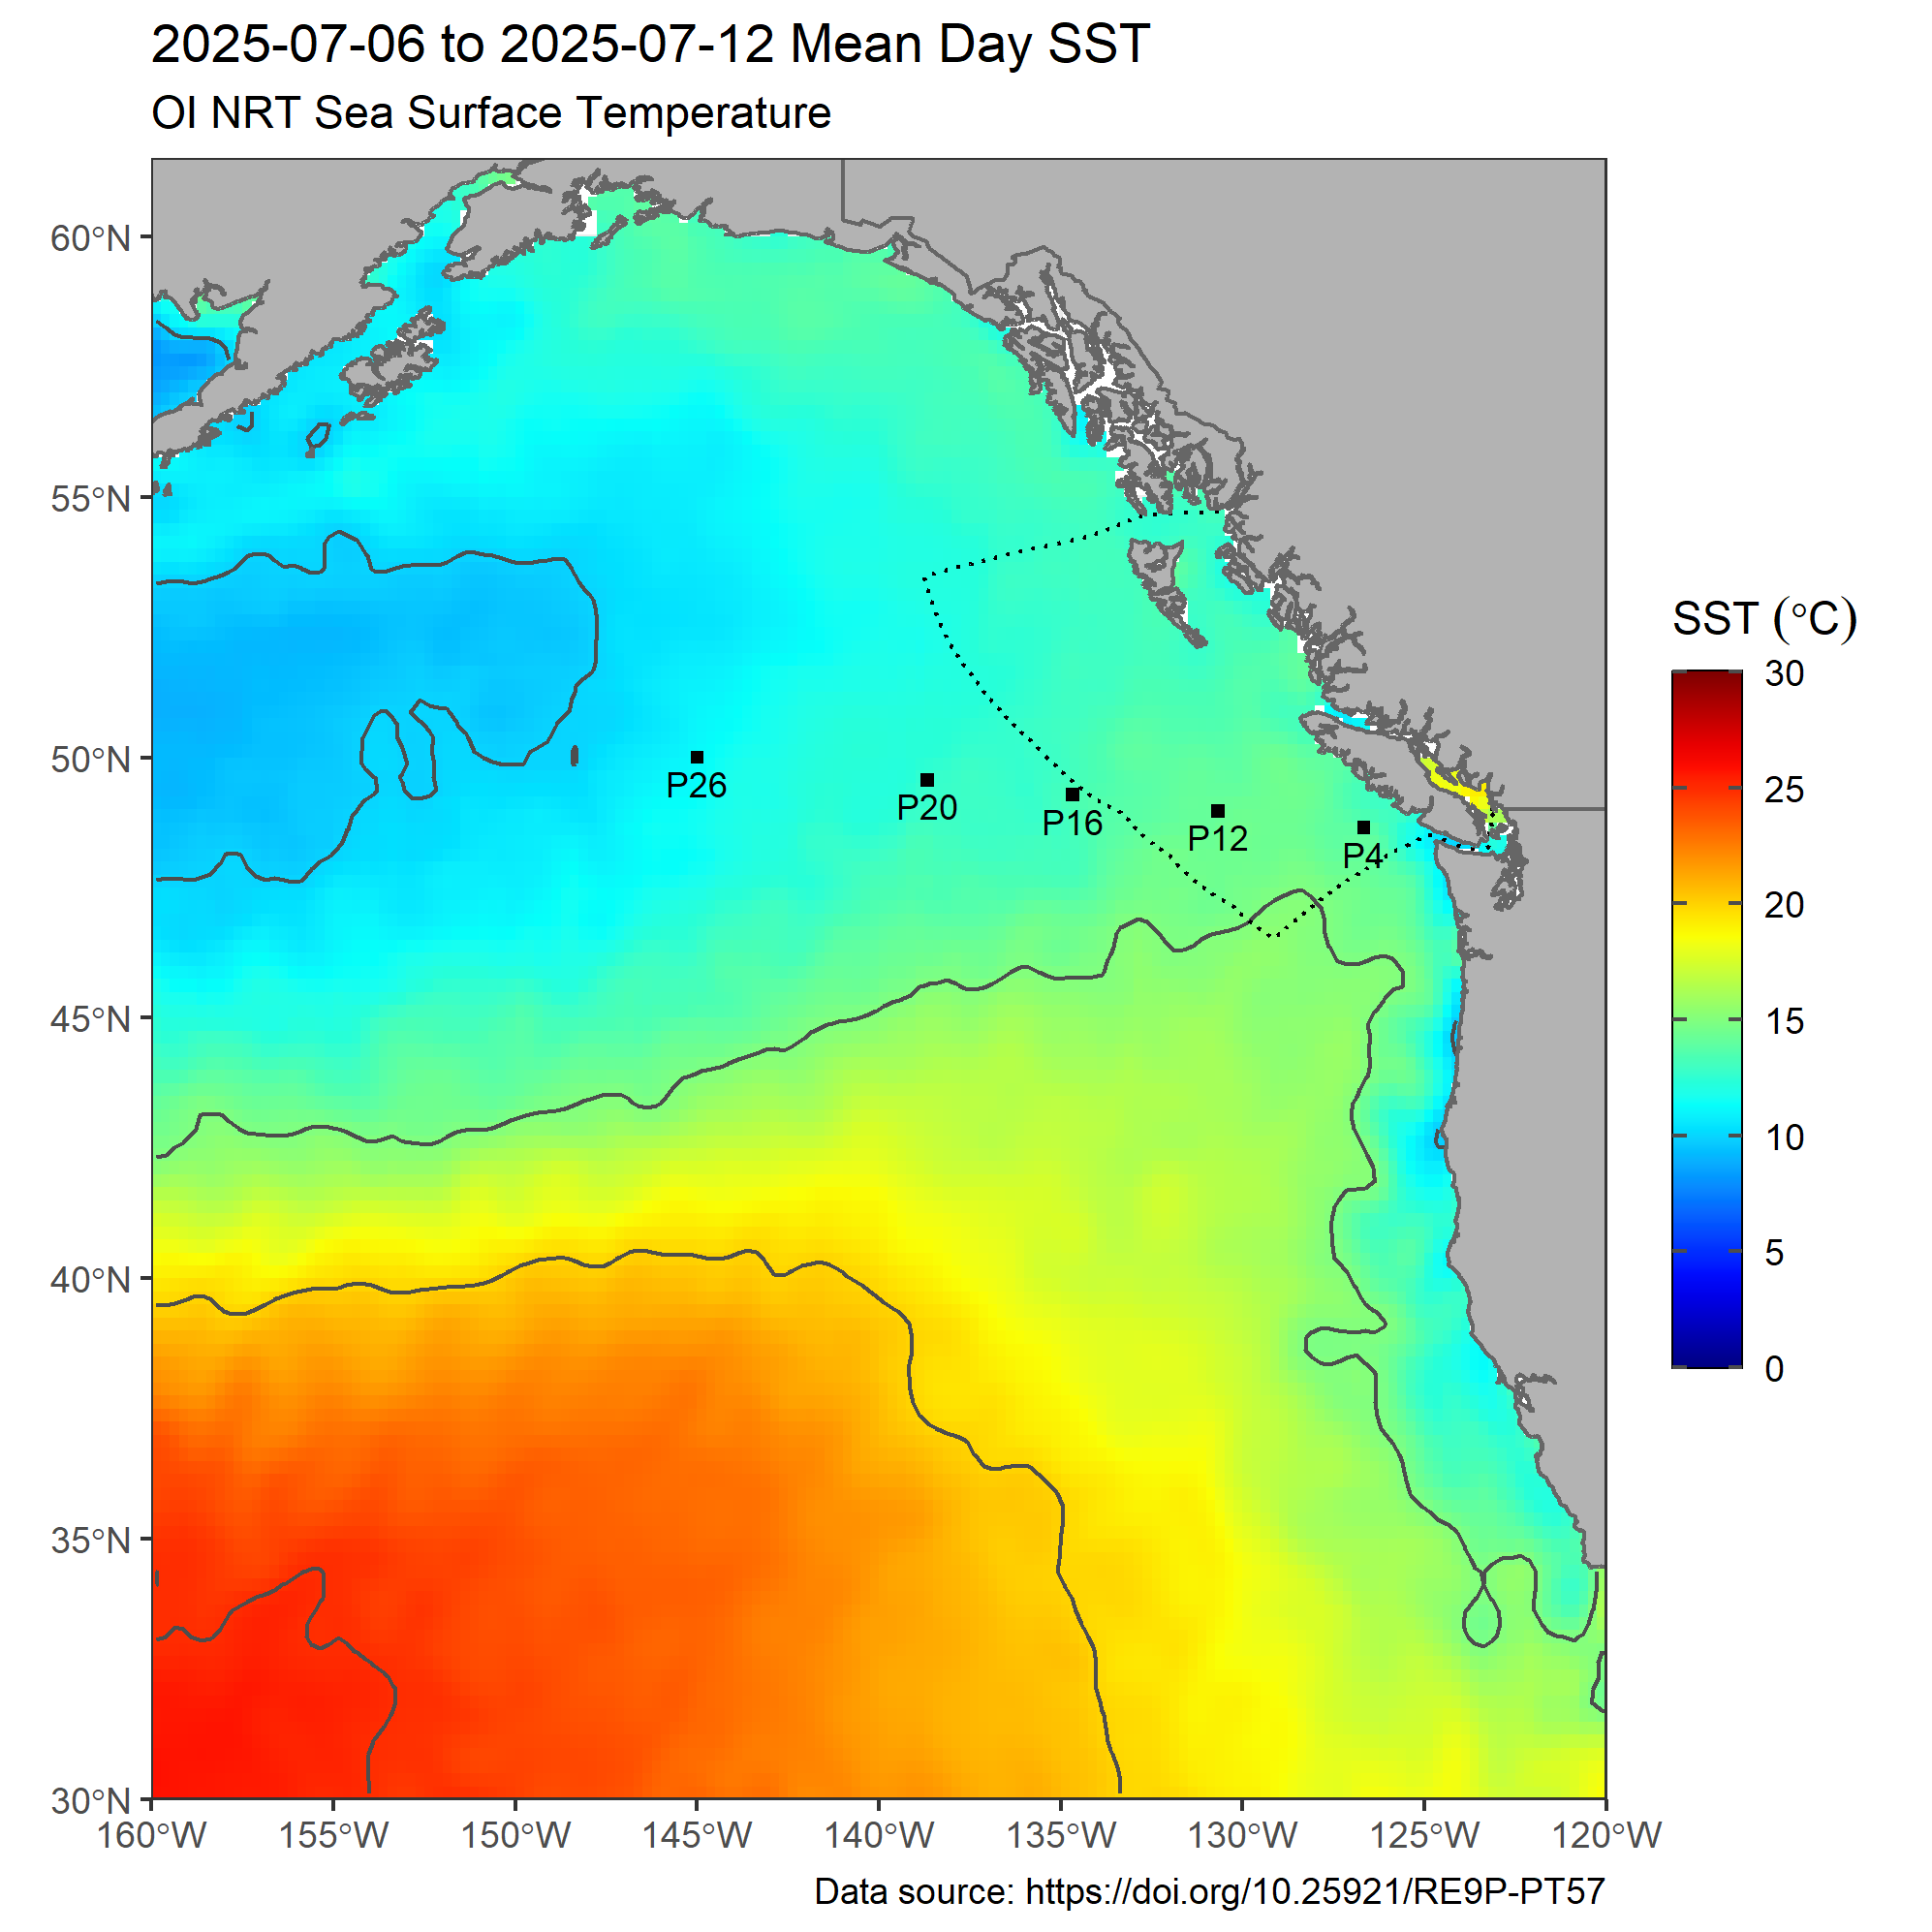 2025-07-06 to 2025-07-12 Mean Day SST
OI NRT Sea Surface Temperature
60°N
55°N
50°N
45°N
40°N
35°N
30°N
P26
P20
P16
P12
P4
160°W
155°W
150°W
145°W
140°W
135°W
130°W
125°W
120°W
SST (°C)
30
25
20
15
10
5
0
Data source: https://doi.org/10.25921/RE9P-PT57